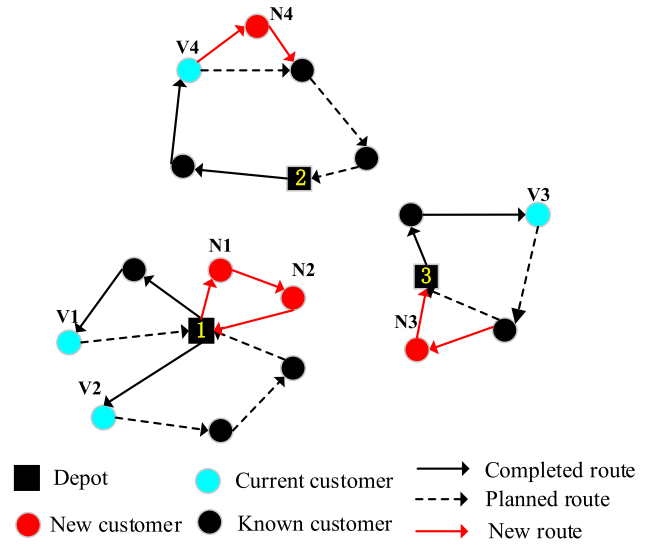 N4
V4
2
V3
N1
N2
3
V1
1
N3
V2
Depot
Current customer
Completed route
Planned route
New customer
Known customer
New route